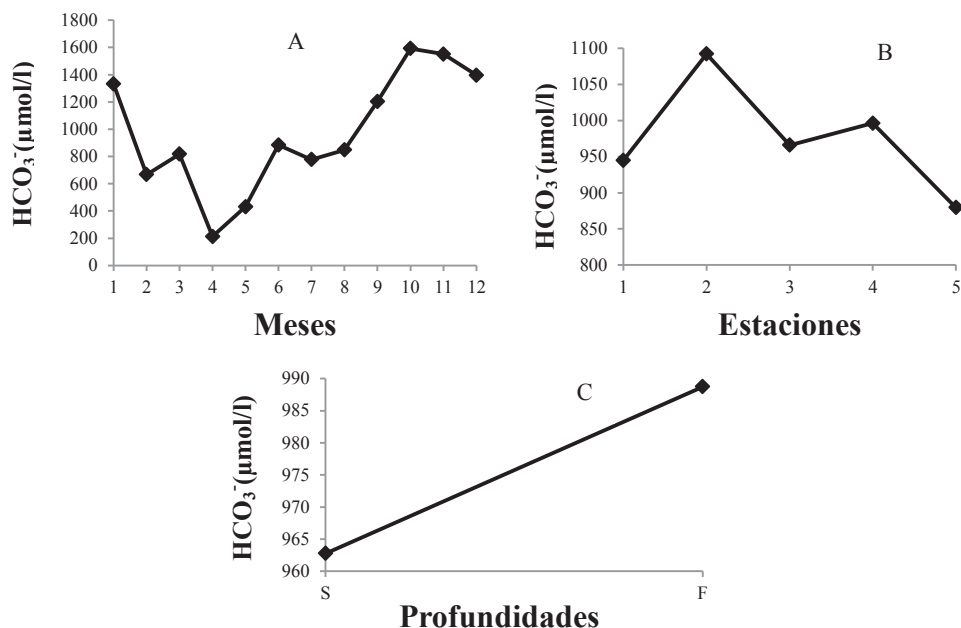 A
HCO₃⁻(µmol/l)
1800
1600
1400
1200
1000
800
600
400
200
0
1 2 3 4 5 6 7 8 9 10 11 12
Meses
B
HCO₃⁻(µmol/l)
1100
1050
1000
950
900
850
800
1 2 3 4 5
Estaciones
C
HCO₃⁻(µmol/l)
990
985
980
975
970
965
960
S F
Profundidades